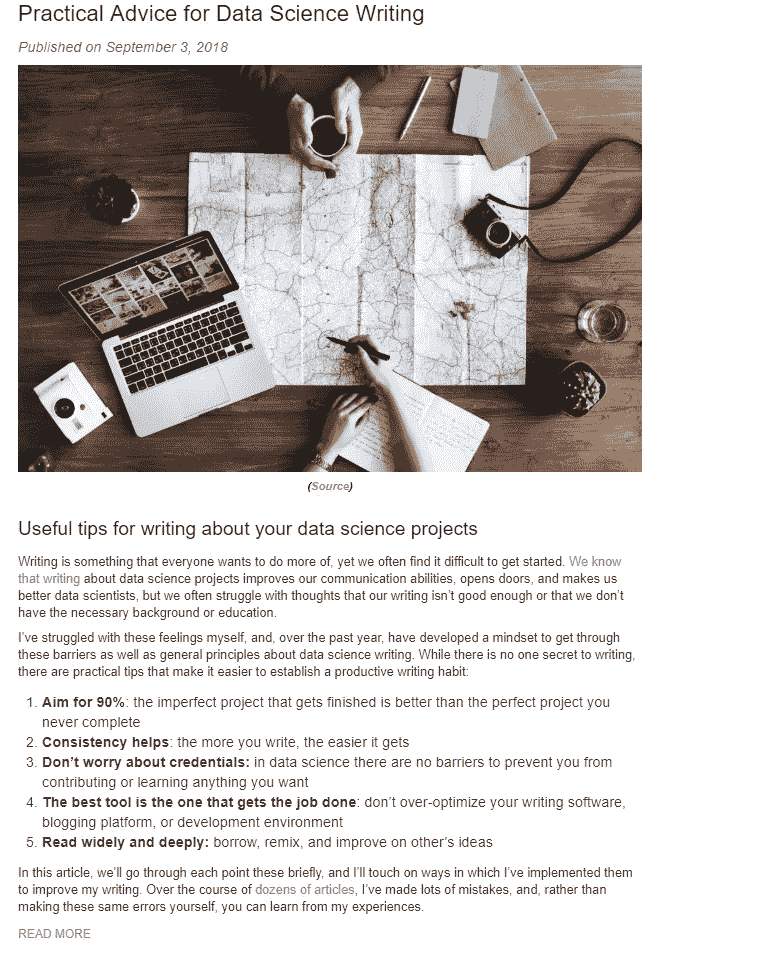 Practical Advice for Data Science Writing
Published on September 3, 2018
(Source)
Useful tips for writing about your data science projects
Writing is something that everyone wants to do more of, yet we often find it difficult to get started. We know
that writing about data science projects improves our communication abilities, opens doors, and makes us
better data scientists, but we often struggle with thoughts that our writing isn’t good enough or that we don’t
have the necessary background or education.
I’ve struggled with these feelings myself, and, over the past year, have developed a mindset to get through
these barriers as well as general principles about data science writing. While there is no one secret to writing,
there are practical tips that make it easier to establish a productive writing habit:
1. Aim for 90%: the imperfect project that gets finished is better than the perfect project you
never complete
2. Consistency helps: the more you write, the easier it gets
3. Don’t worry about credentials: in data science there are no barriers to prevent you from
contributing or learning anything you want
4. The best tool is the one that gets the job done: don’t over-optimize your writing software,
blogging platform, or development environment
5. Read widely and deeply: borrow, remix, and improve on other’s ideas
In this article, we’ll go through each point these briefly, and I’ll touch on ways in which I’ve implemented them
to improve my writing. Over the course of dozens of articles, I’ve made lots of mistakes, and, rather than
making these same errors yourself, you can learn from my experiences.
READ MORE